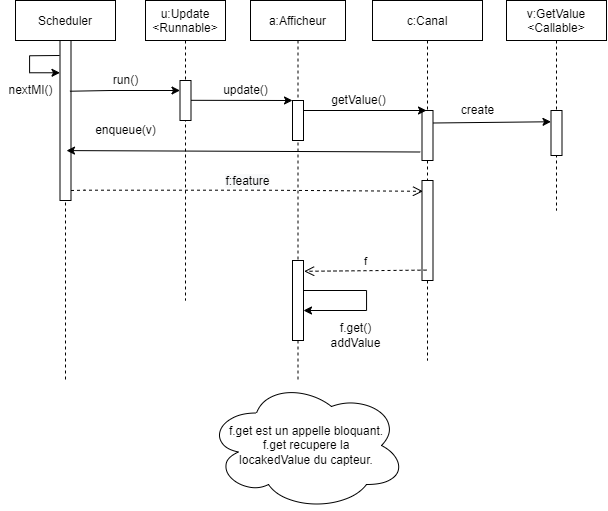 Scheduler
u:Update
<Runnable>
a:Afficheur
c:Canal
v:GetValue
<Callable>
nextMI()
run()
update()
getValue()
create
enqueue(v)
f:feature
f
f.get()
addValue
f.get est un appelle bloquant.
f.get recupere la
locakedValue du capteur.